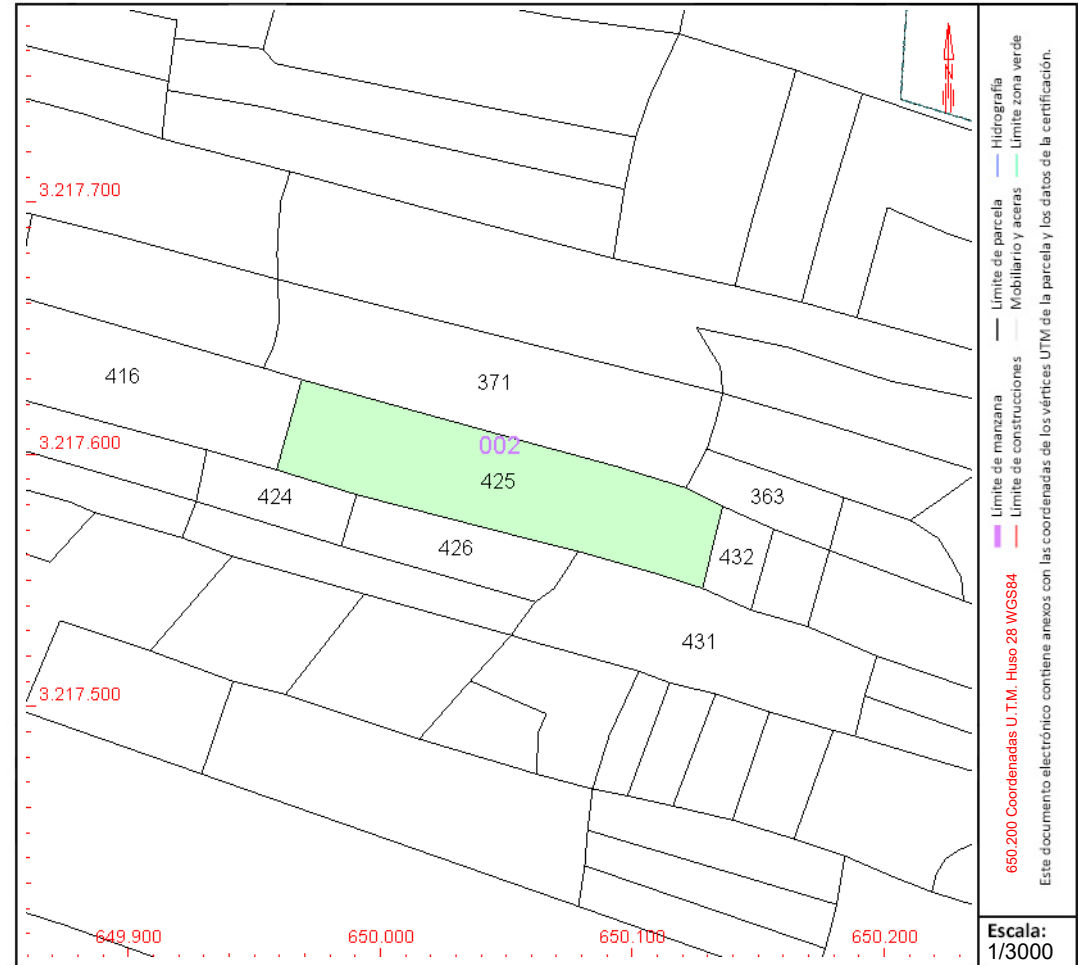 3.217.700
416
371
002
3.217.600
425
424
363
426
432
431
3.217.500
649.900
650.000
650.100
650.200
N
650.200 Coordenadas U.T.M. Huso 28 WGS84
Límite de manzana
Límite de parcela
Hidrografía
Límite de construcciones
Mobiliario y aceras
Límite zona verde
Este documento electrónico contiene anexos con las coordenadas de los vértices UTM de la parcela y los datos de la certificación.
Escala:
1/3000